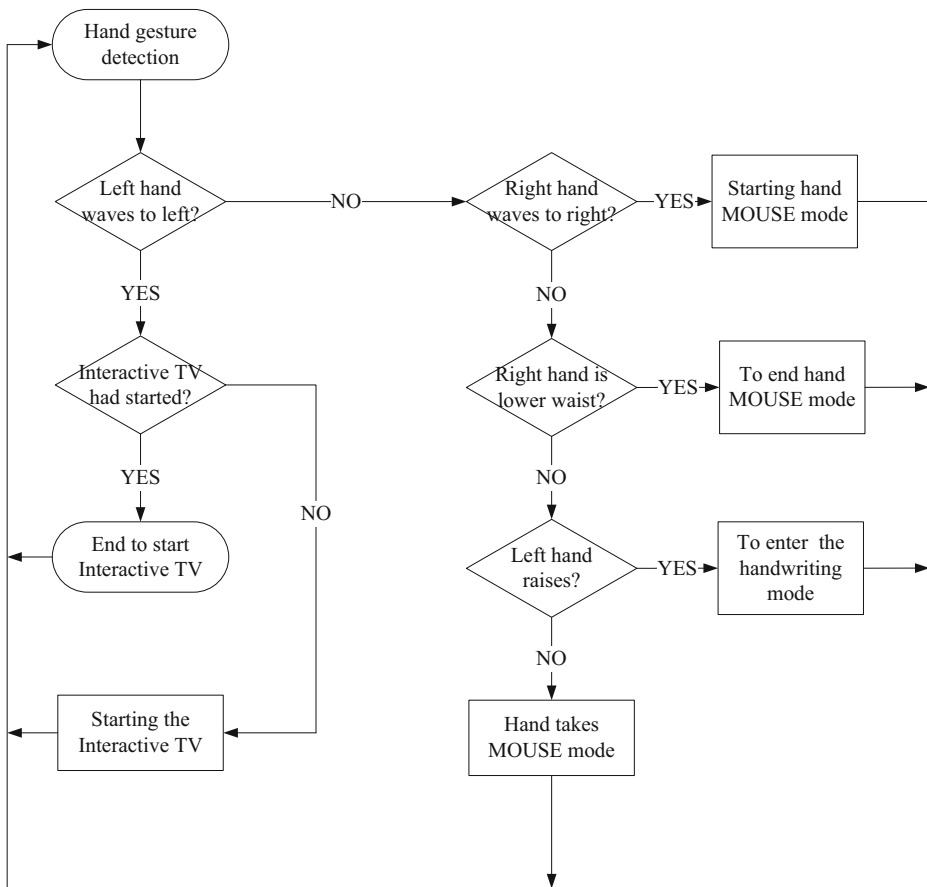 Hand gesture
detection
Left hand
waves to left?
NO
Right hand
waves to right?
YES
Starting hand
MOUSE mode
YES
NO
Interactive TV
had started?
Right hand is
lower waist?
YES
To end hand
MOUSE mode
YES
NO
NO
End to start
Interactive TV
Left hand
raises?
YES
To enter the
handwriting
mode
NO
Starting the
Interactive TV
Hand takes
MOUSE mode